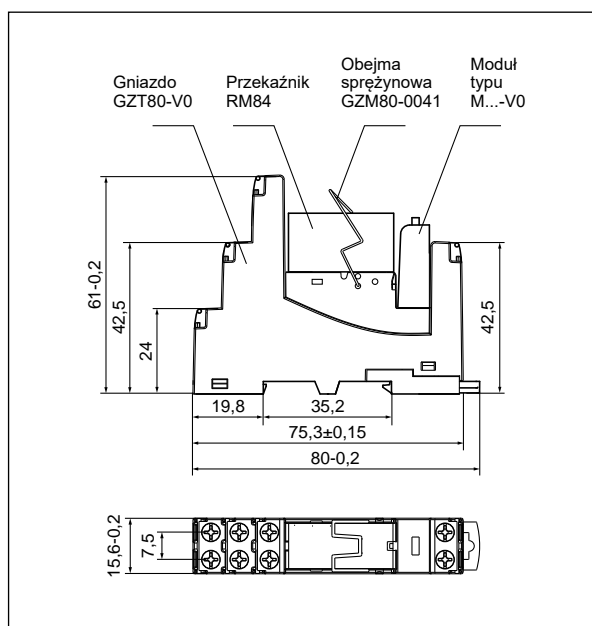 Gniazdo
GZT80-V0
Przekaźnik
RM84
Obejma
sprężynowa
GZM80-0041
Moduł
typu
M...-V0
61-0,2
42,5
24
42,5
19,8
35,2
75,3±0,15
80-0,2
15,6-0,2
7,5